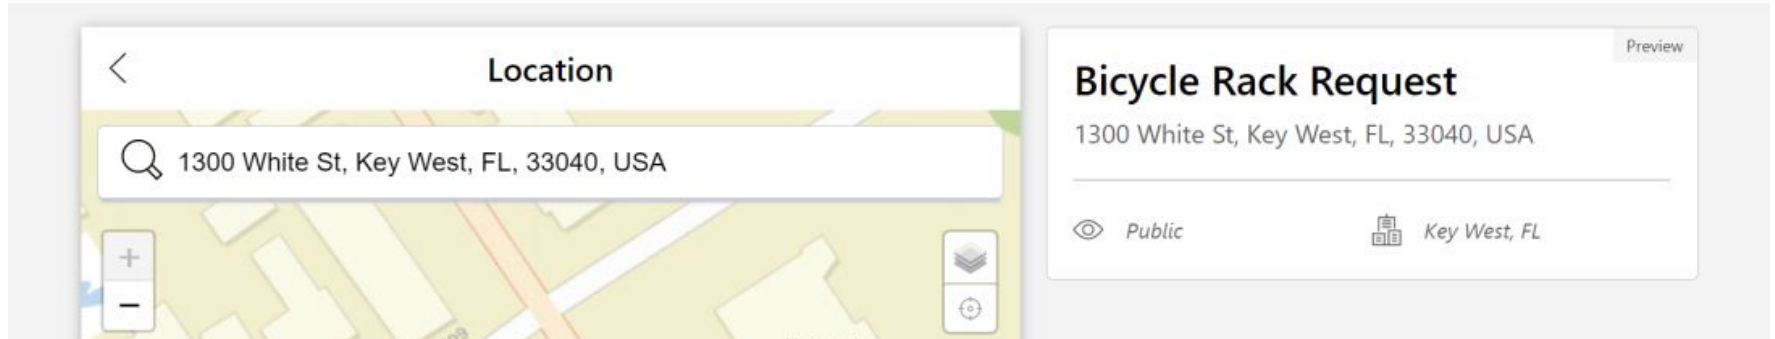 Location
1300 White St, Key West, FL, 33040, USA
Preview
Bicycle Rack Request
1300 White St, Key West, FL, 33040, USA
Public
Key West, FL